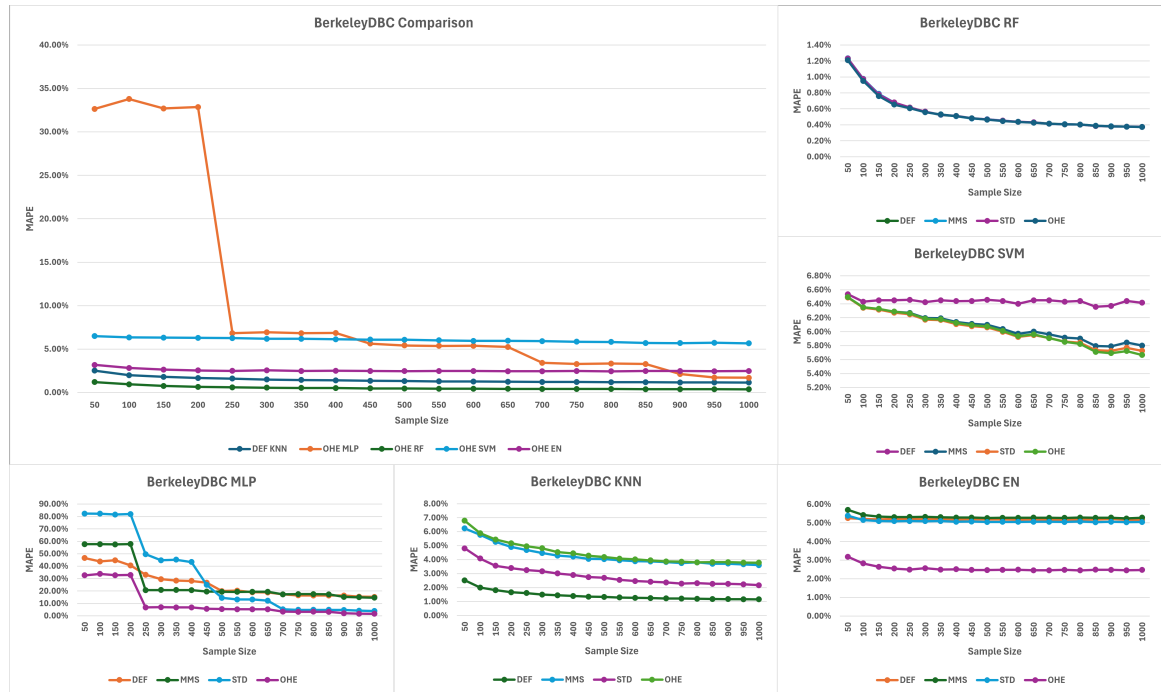 BerkeleyDBC Comparison
40.00%
35.00%
30.00%
25.00%
20.00%
15.00%
10.00%
5.00%
0.00%
MAPE
50 100 150 200 250 300 350 400 450 500 550 600 650 700 750 800 850 900 950 1000
Sample Size
DEF KNN OHE MLP OHE RF OHE SVM OHE EN
BerkeleyDBC RF
1.40%
1.20%
1.00%
0.80%
0.60%
0.40%
0.20%
0.00%
MAPE
50 100 150 200 250 300 350 400 450 500 550 600 650 700 750 800 850 900 950 1000
Sample Size
DEF MMS STD OHE
BerkeleyDBC SVM
6.80%
6.60%
6.40%
6.20%
6.00%
5.80%
5.60%
5.40%
5.20%
MAPE
50 100 150 200 250 300 350 400 450 500 550 600 650 700 750 800 850 900 950 1000
Sample Size
DEF MMS STD OHE
BerkeleyDBC MLP
90.00%
80.00%
70.00%
60.00%
50.00%
40.00%
30.00%
20.00%
10.00%
0.00%
MAPE
50 100 150 200 250 300 350 400 450 500 550 600 650 700 750 800 850 900 950 1000
Sample Size
DEF MMS STD OHE
BerkeleyDBC KNN
8.00%
7.00%
6.00%
5.00%
4.00%
3.00%
2.00%
1.00%
0.00%
MAPE
50 100 150 200 250 300 350 400 450 500 550 600 650 700 750 800 850 900 950 1000
Sample Size
DEF MMS STD OHE
BerkeleyDBC EN
6.00%
5.00%
4.00%
3.00%
2.00%
1.00%
0.00%
MAPE
50 100 150 200 250 300 350 400 450 500 550 600 650 700 750 800 850 900 950 1000
Sample Size
DEF MMS STD OHE